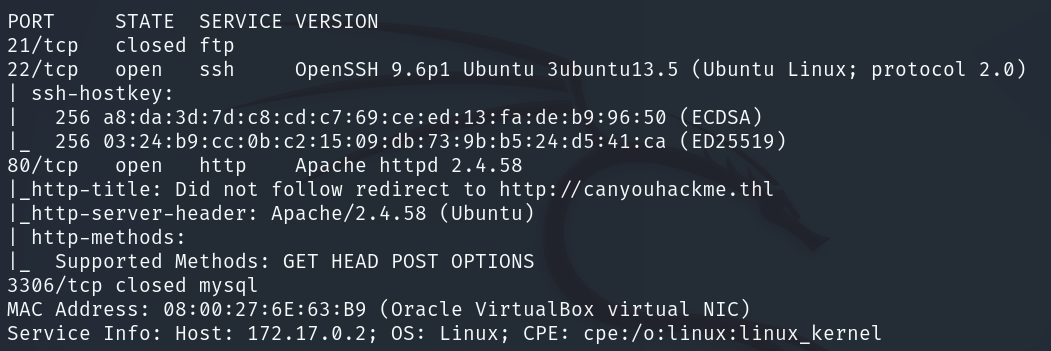 PORT     STATE  SERVICE VERSION
21/tcp   closed ftp
22/tcp   open   ssh     OpenSSH 9.6p1 Ubuntu 3ubuntu13.5 (Ubuntu Linux; protocol 2.0)
| ssh-hostkey:
|   256 a8:da:3d:7d:c8:cd:c7:69:ce:ed:13:fa:de:b9:96:50 (ECDSA)
|_  256 03:24:b9:cc:0b:c2:15:09:db:73:9b:b5:24:d5:41:ca (ED25519)
80/tcp   open   http    Apache httpd 2.4.58
|_http-title: Did not follow redirect to http://canyouhackme.thl
|_http-server-header: Apache/2.4.58 (Ubuntu)
| http-methods:
|_  Supported Methods: GET HEAD POST OPTIONS
3306/tcp closed mysql
MAC Address: 08:00:27:6E:63:B9 (Oracle VirtualBox virtual NIC)
Service Info: Host: 172.17.0.2; OS: Linux; CPE: cpe:/o:linux:linux_kernel